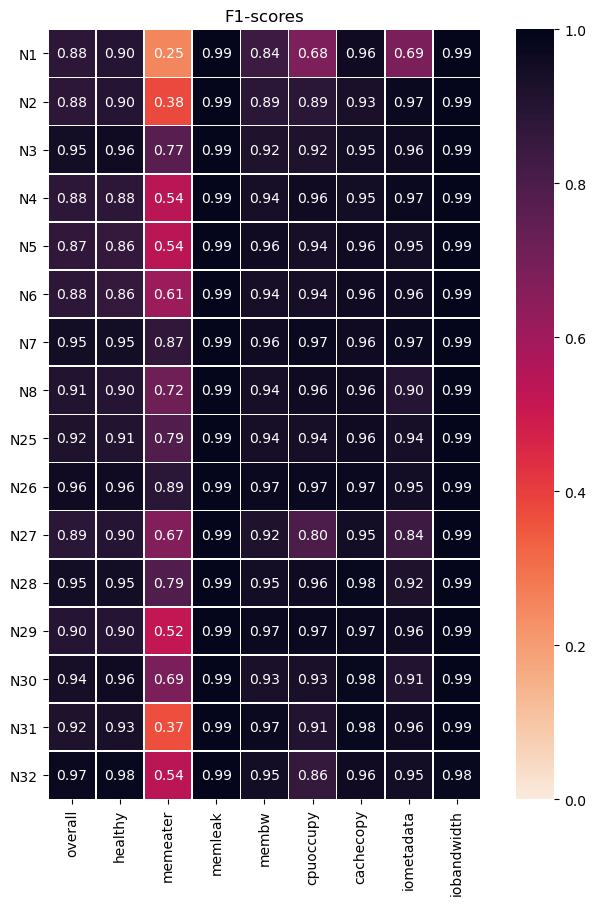 F1-scores
N1 0.88 0.90 0.25 0.99 0.84 0.68 0.96 0.69 0.99
N2 0.88 0.90 0.38 0.99 0.89 0.89 0.93 0.97 0.99
N3 0.95 0.96 0.77 0.99 0.92 0.92 0.95 0.96 0.99
N4 0.88 0.88 0.54 0.99 0.94 0.96 0.95 0.97 0.99
N5 0.87 0.86 0.54 0.99 0.96 0.94 0.96 0.95 0.99
N6 0.88 0.86 0.61 0.99 0.94 0.94 0.96 0.96 0.99
N7 0.95 0.95 0.87 0.99 0.96 0.97 0.96 0.97 0.99
N8 0.91 0.90 0.72 0.99 0.94 0.96 0.96 0.90 0.99
N25 0.92 0.91 0.79 0.99 0.94 0.94 0.96 0.94 0.99
N26 0.96 0.96 0.89 0.99 0.97 0.97 0.97 0.95 0.99
N27 0.89 0.90 0.67 0.99 0.92 0.80 0.95 0.84 0.99
N28 0.95 0.95 0.79 0.99 0.95 0.96 0.98 0.92 0.99
N29 0.90 0.90 0.52 0.99 0.97 0.97 0.97 0.96 0.99
N30 0.94 0.96 0.69 0.99 0.93 0.93 0.98 0.91 0.99
N31 0.92 0.93 0.37 0.99 0.97 0.91 0.98 0.96 0.99
N32 0.97 0.98 0.54 0.99 0.95 0.86 0.96 0.95 0.98
overall
healthy
memeater
memleak
membw
cpuoccupy
cachecopy
iometadata
iobandwidth
1.0
0.8
0.6
0.4
0.2
0.0